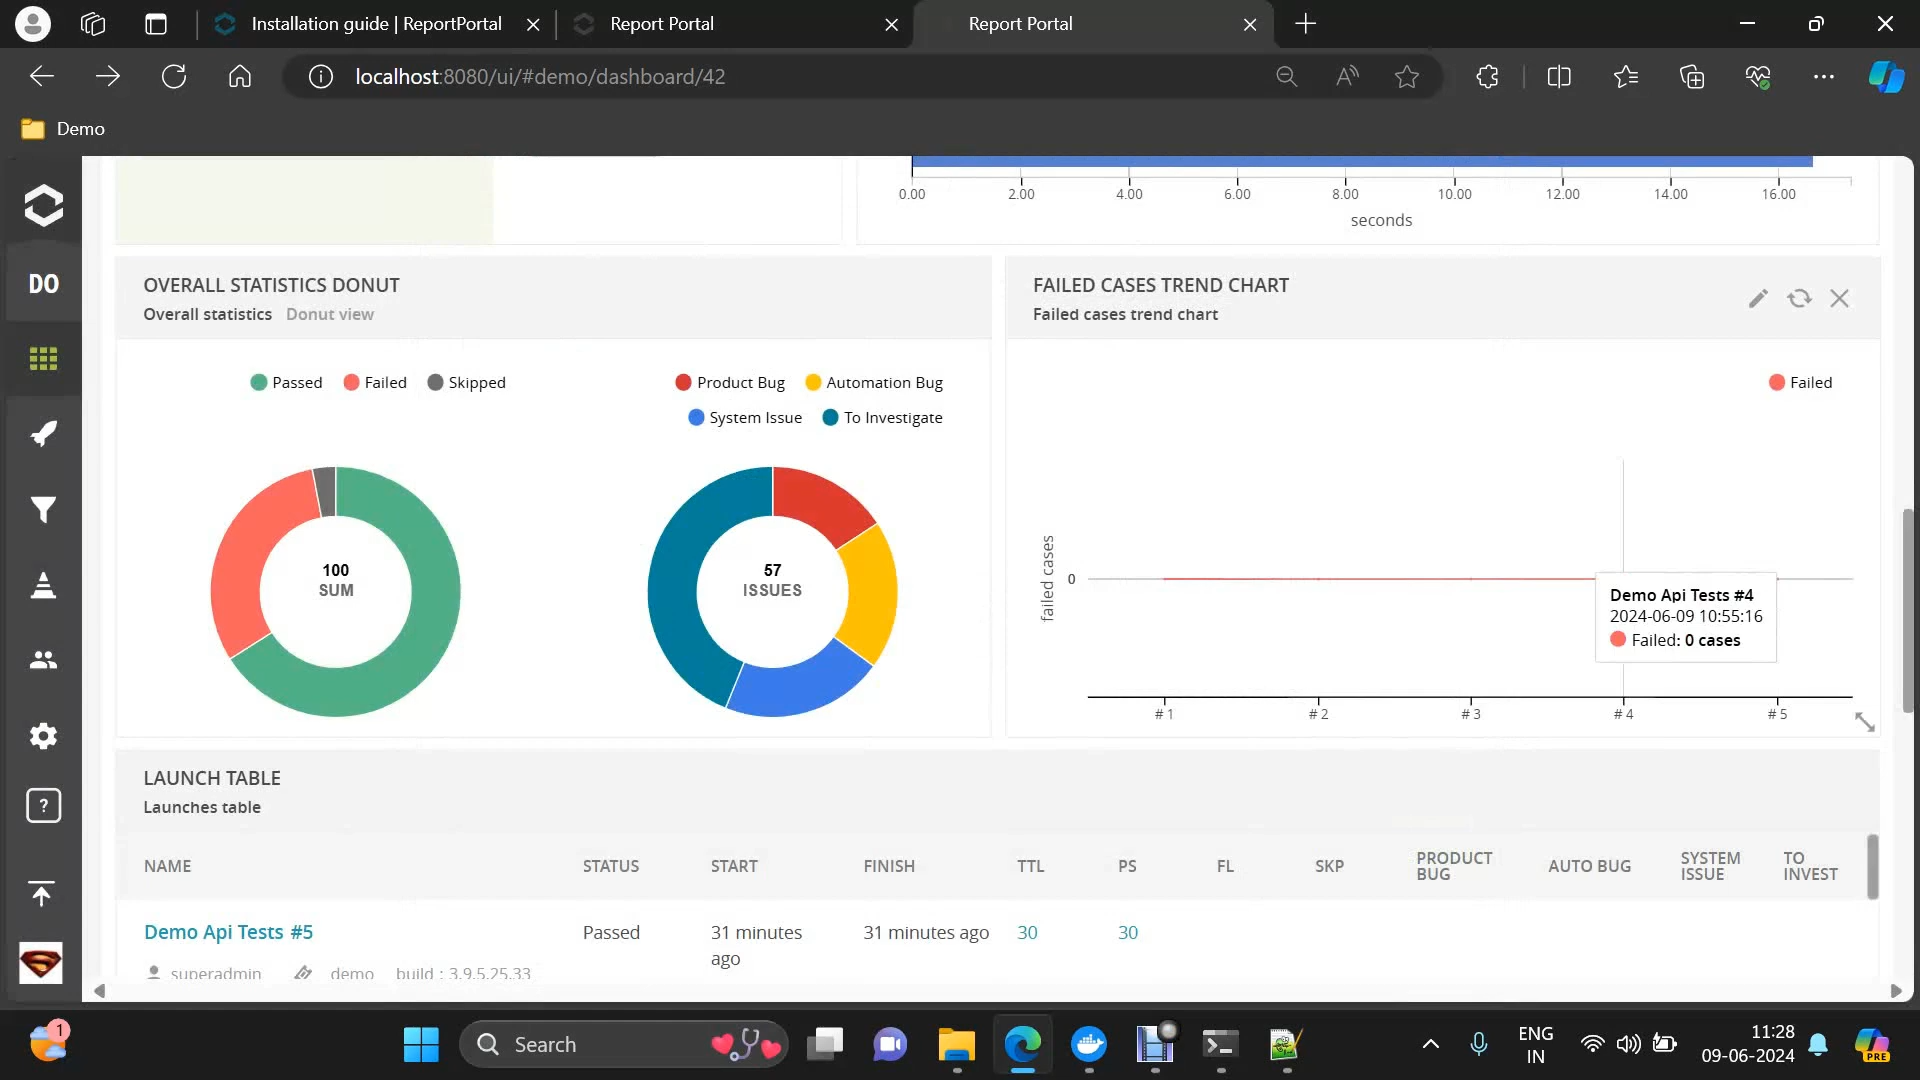 Installation guide | ReportPortal
Report Portal
Report Portal
localhost:8080/ui/#demo/dashboard/42
Demo
DO
0.00 2.00 4.00 6.00 8.00 10.00 12.00 14.00 16.00
seconds
OVERALL STATISTICS DONUT
Overall statistics Donut view
Passed Failed Skipped
Product Bug Automation Bug
System Issue To Investigate
100
SUM
57
ISSUES
FAILED CASES TREND CHART
Failed cases trend chart
Failed
failed cases
0
Demo Api Tests #4
2024-06-09 10:55:16
Failed: 0 cases
#1 #2 #3 #4 #5
LAUNCH TABLE
Launches table
NAME STATUS START FINISH TTL PS FL SKP PRODUCT BUG AUTO BUG SYSTEM ISSUE TO INVEST
Demo Api Tests #5 Passed 31 minutes ago 31 minutes ago 30 30
superadmin demo build : 3.9.5.25.33
?
1
Search
ENG
IN
11:28
09-06-2024
PRE